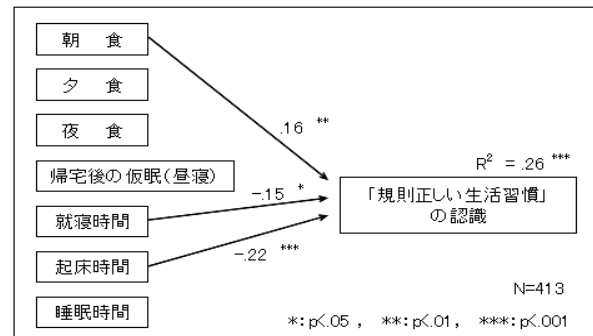 朝　食
夕　食
夜　食
帰宅後の仮眠(昼寝)
就寝時間
起床時間
睡眠時間
.16 **
-.15 *
-.22 ***
R² = .26 ***
「規則正しい生活習慣」
の認識
N=413
*:p<.05 , **:p<.01, ***:p<.001